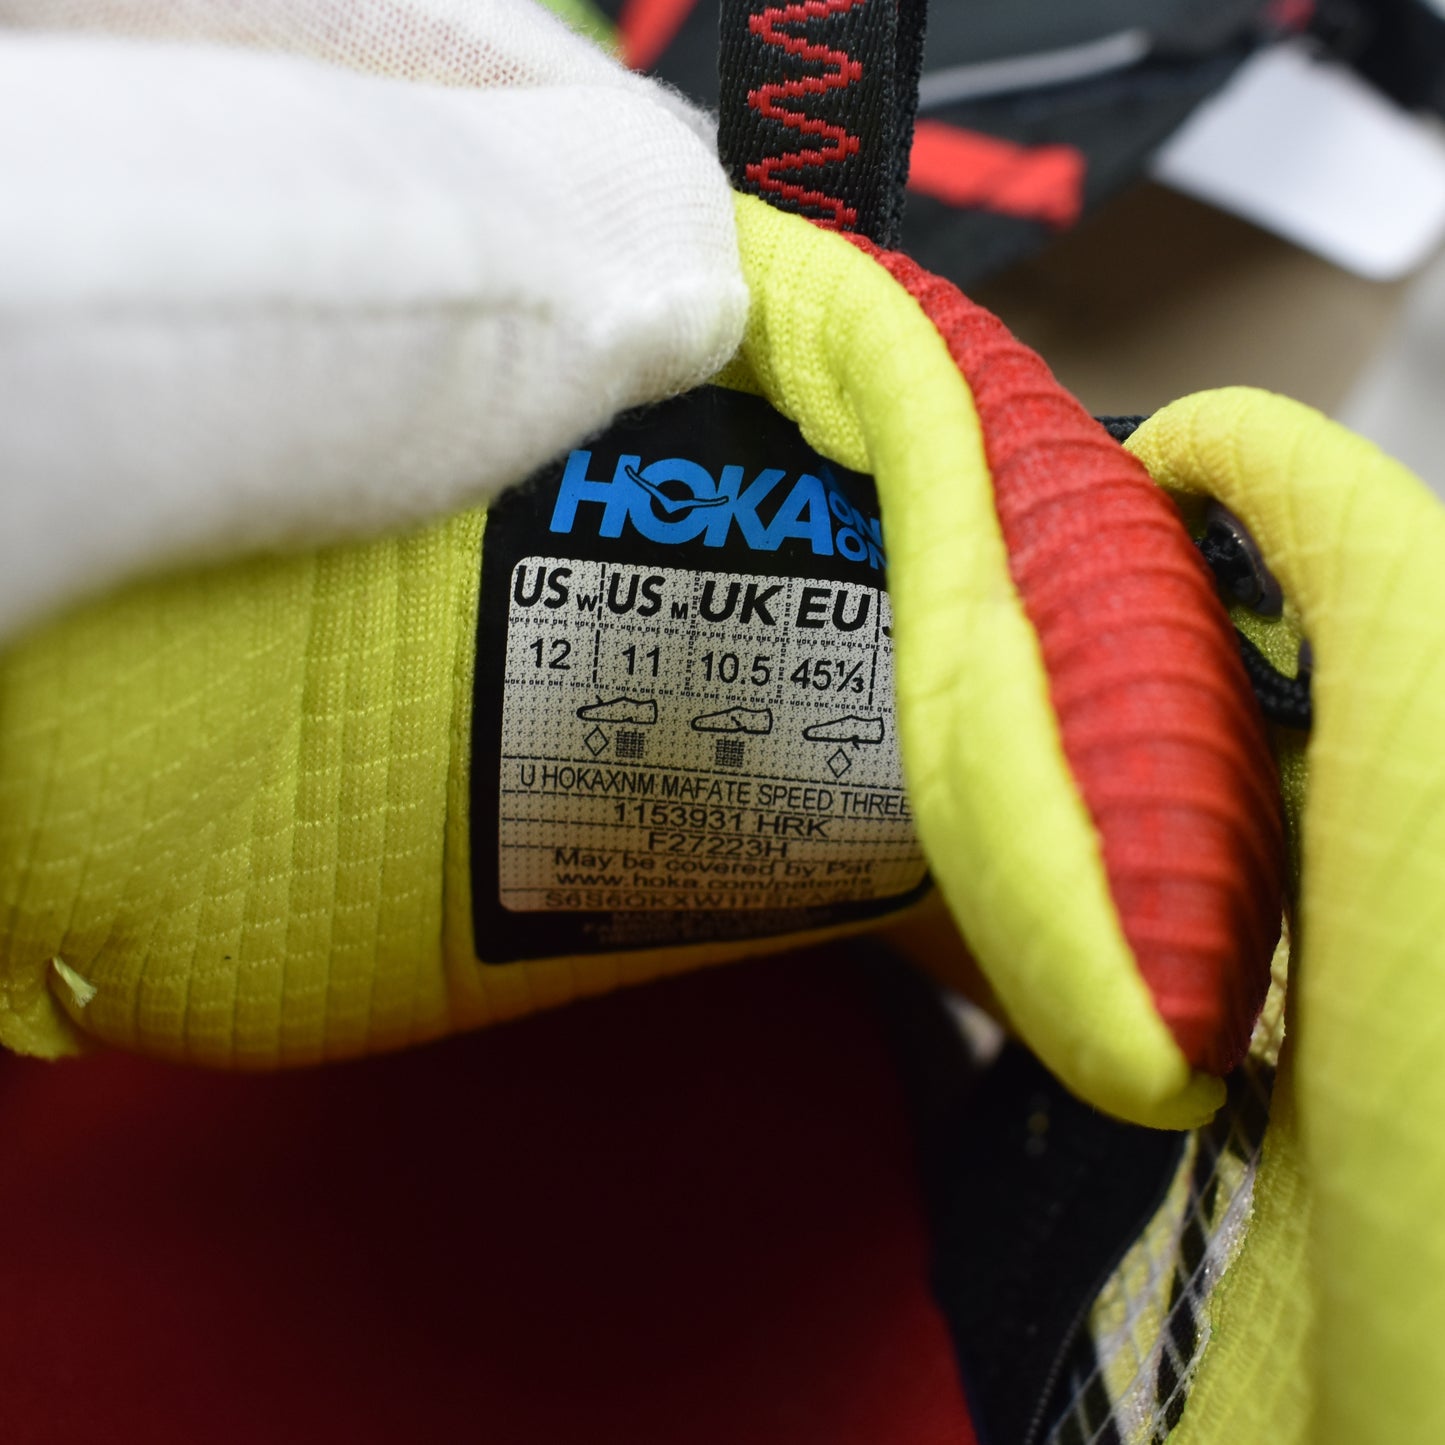 HOKA ONE ON
US W US M UK EU
12 11 10.5 45⅓
U HOKAXNM MAFATE SPEED THREE
1153931 HRK
F27223H
May be covered by Pat
www.hoka.com/patents